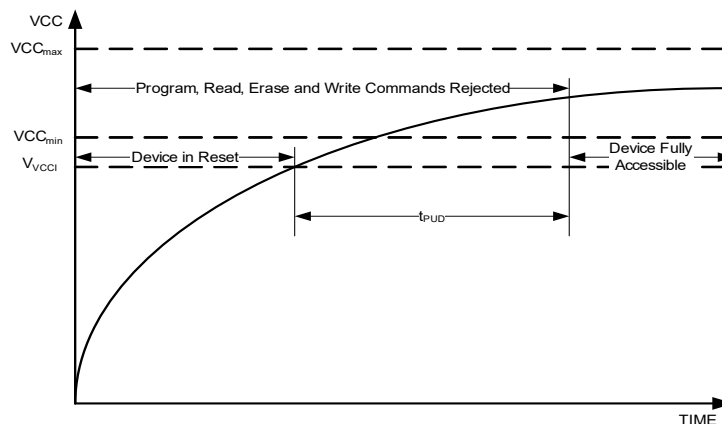 VCC
VCCmax
Program, Read, Erase and Write Commands Rejected
VCCmin
Device in Reset
Device Fully
Accessible
VVCCI
tPUD
TIME